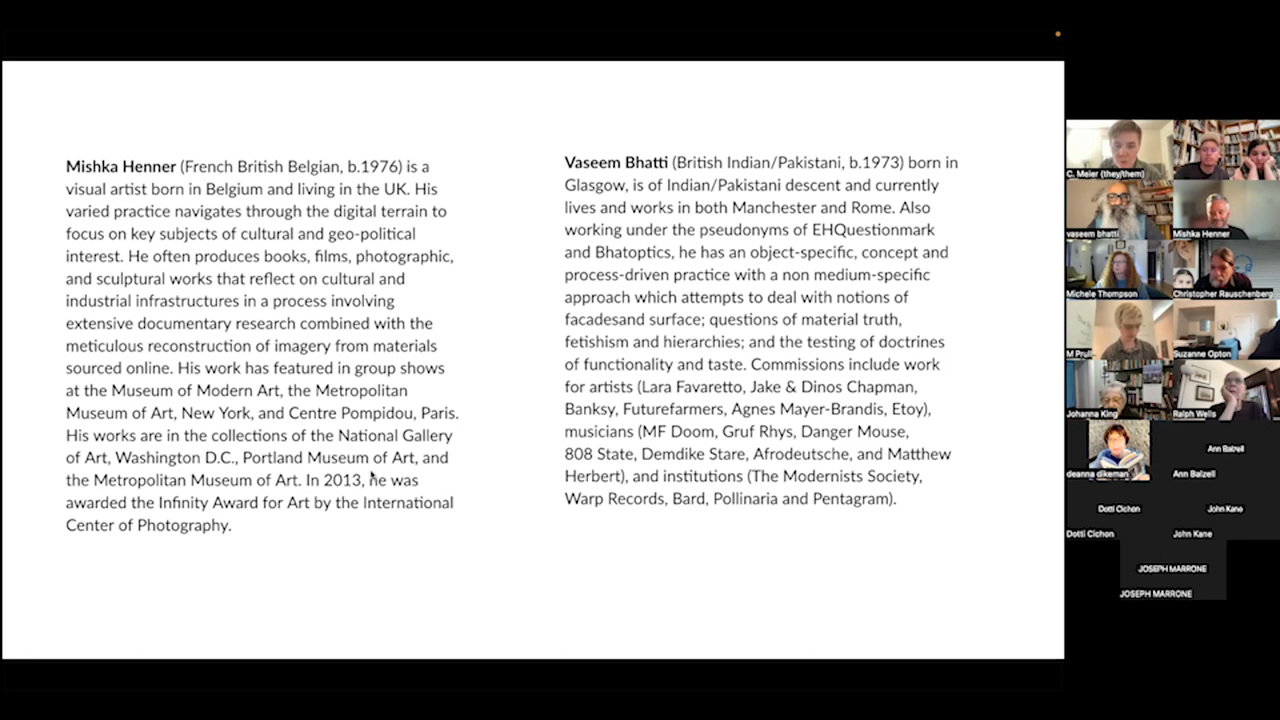 Mishka Henner (French British Belgian, b.1976) is a
visual artist born in Belgium and living in the UK. His
varied practice navigates through the digital terrain to
focus on key subjects of cultural and geo-political
interest. He often produces books, films, photographic,
and sculptural works that reflect on cultural and
industrial infrastructures in a process involving
extensive documentary research combined with the
meticulous reconstruction of imagery from materials
sourced online. His work has featured in group shows
at the Museum of Modern Art, the Metropolitan
Museum of Art, New York, and Centre Pompidou, Paris.
His works are in the collections of the National Gallery
of Art, Washington D.C., Portland Museum of Art, and
the Metropolitan Museum of Art. In 2013, he was
awarded the Infinity Award for Art by the International
Center of Photography.
Vaseem Bhatti (British Indian/Pakistani, b.1973) born in
Glasgow, is of Indian/Pakistani descent and currently
lives and works in both Manchester and Rome. Also
working under the pseudonyms of EHQuestionmark
and Bhatoptics, he has an object-specific, concept and
process-driven practice with a non medium-specific
approach which attempts to deal with notions of
facadesand surface; questions of material truth,
fetishism and hierarchies; and the testing of doctrines
of functionality and taste. Commissions include work
for artists (Lara Favaretto, Jake & Dinos Chapman,
Banksy, Futurefarmers, Agnes Mayer-Brandis, Etoy),
musicians (MF Doom, Gruf Rhys, Danger Mouse,
808 State, Demdike Stare, Afrodeutsche, and Matthew
Herbert), and institutions (The Modernists Society,
Warp Records, Bard, Pollinaria and Pentagram).
C. Meier (they/them)
vaseem bhatti
Mishka Henner
Michele Thompson
Christopher Rauschenberg
M Prull
Suzanne Opton
Johanna King
Ralph Wells
deanna dikeman
Ann Balzell
Ann Balzell
Dotti Cichon
John Kane
Dotti Cichon
John Kane
JOSEPH MARRONE
JOSEPH MARRONE